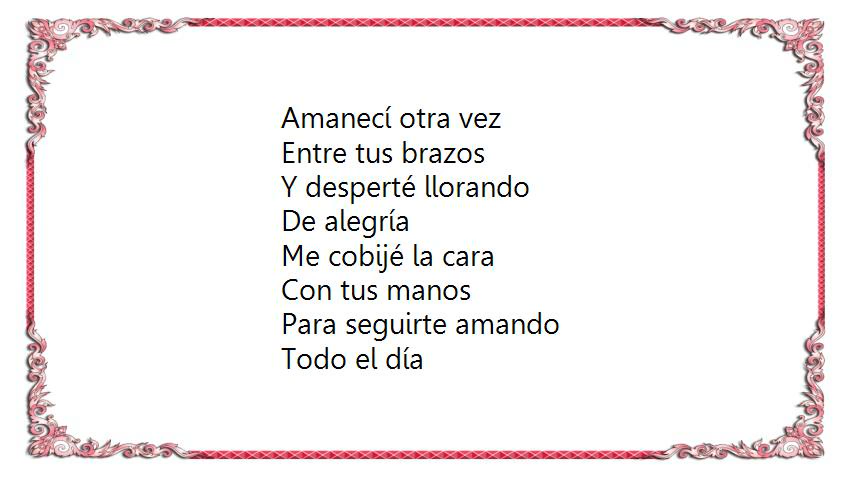 Amanecí otra vez
Entre tus brazos
Y desperté llorando
De alegría
Me cobijé la cara
Con tus manos
Para seguirte amando
Todo el día